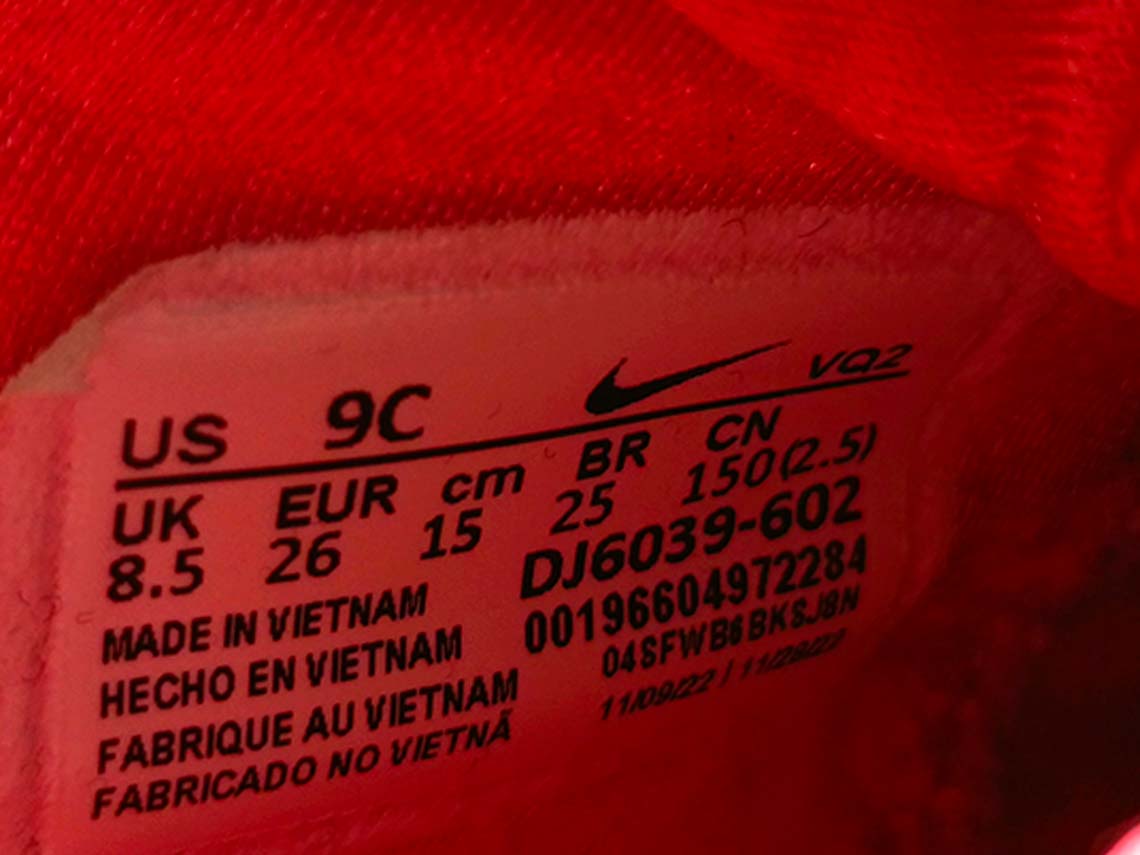 US 9C VQ2
UK EUR cm BR CN
8.5 26 15 25 150(2.5)
DJ6039-602
MADE IN VIETNAM 00196604972284
HECHO EN VIETNAM 04SFWB6BKSJ8N
FABRIQUE AU VIETNAM 11/09/22 / 11/28/22
FABRICADO NO VIETNÃ